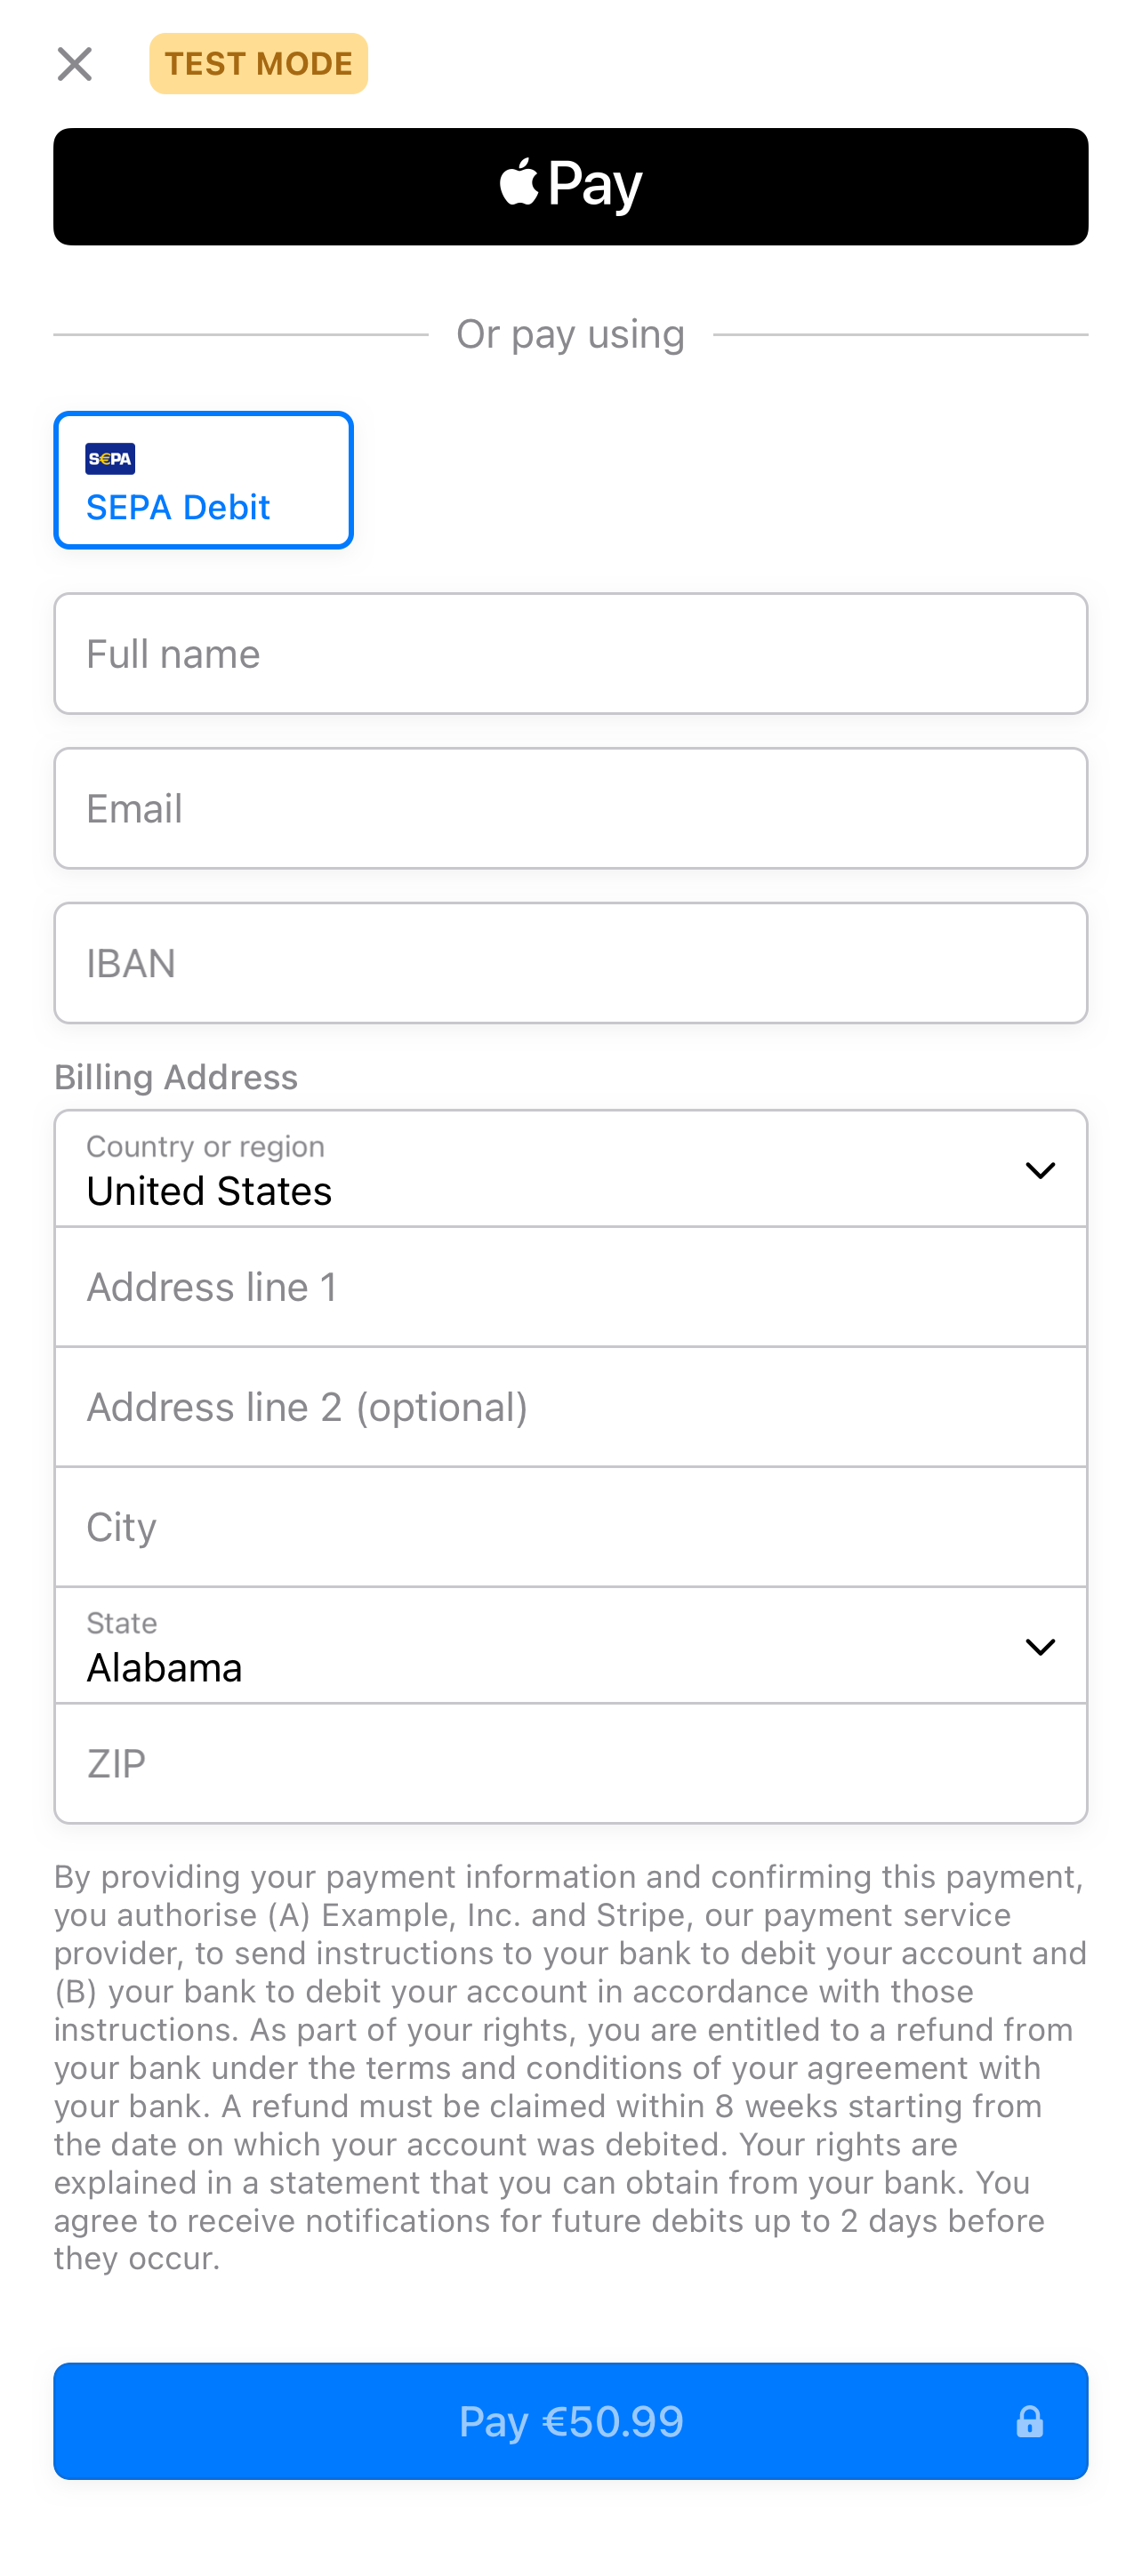 TEST MODE
Pay
Or pay using
S€PA
SEPA Debit
Full name
Email
IBAN
Billing Address
Country or region
United States
Address line 1
Address line 2 (optional)
City
State
Alabama
ZIP
By providing your payment information and confirming this payment,
you authorise (A) Example, Inc. and Stripe, our payment service
provider, to send instructions to your bank to debit your account and
(B) your bank to debit your account in accordance with those
instructions. As part of your rights, you are entitled to a refund from
your bank under the terms and conditions of your agreement with
your bank. A refund must be claimed within 8 weeks starting from
the date on which your account was debited. Your rights are
explained in a statement that you can obtain from your bank. You
agree to receive notifications for future debits up to 2 days before
they occur.
Pay €50.99